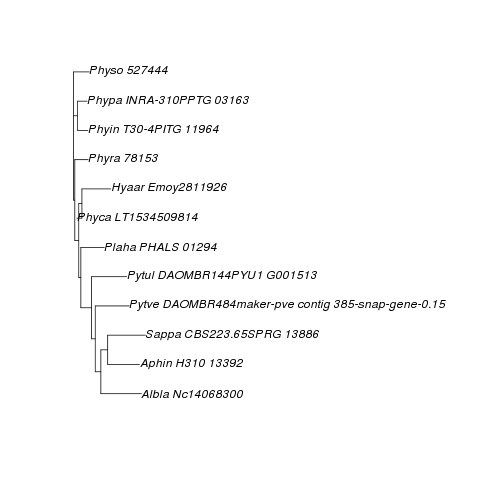 Physo 527444
Phypa INRA-310PPTG 03163
Phyin T30-4PITG 11964
Phyra 78153
Hyaar Emoy2811926
Phyca LT1534509814
Plaha PHALS 01294
Pytul DAOMBR144PYU1 G001513
Pytve DAOMBR484maker-pve contig 385-snap-gene-0.15
Sappa CBS223.65SPRG 13886
Aphin H310 13392
Albla Nc14068300